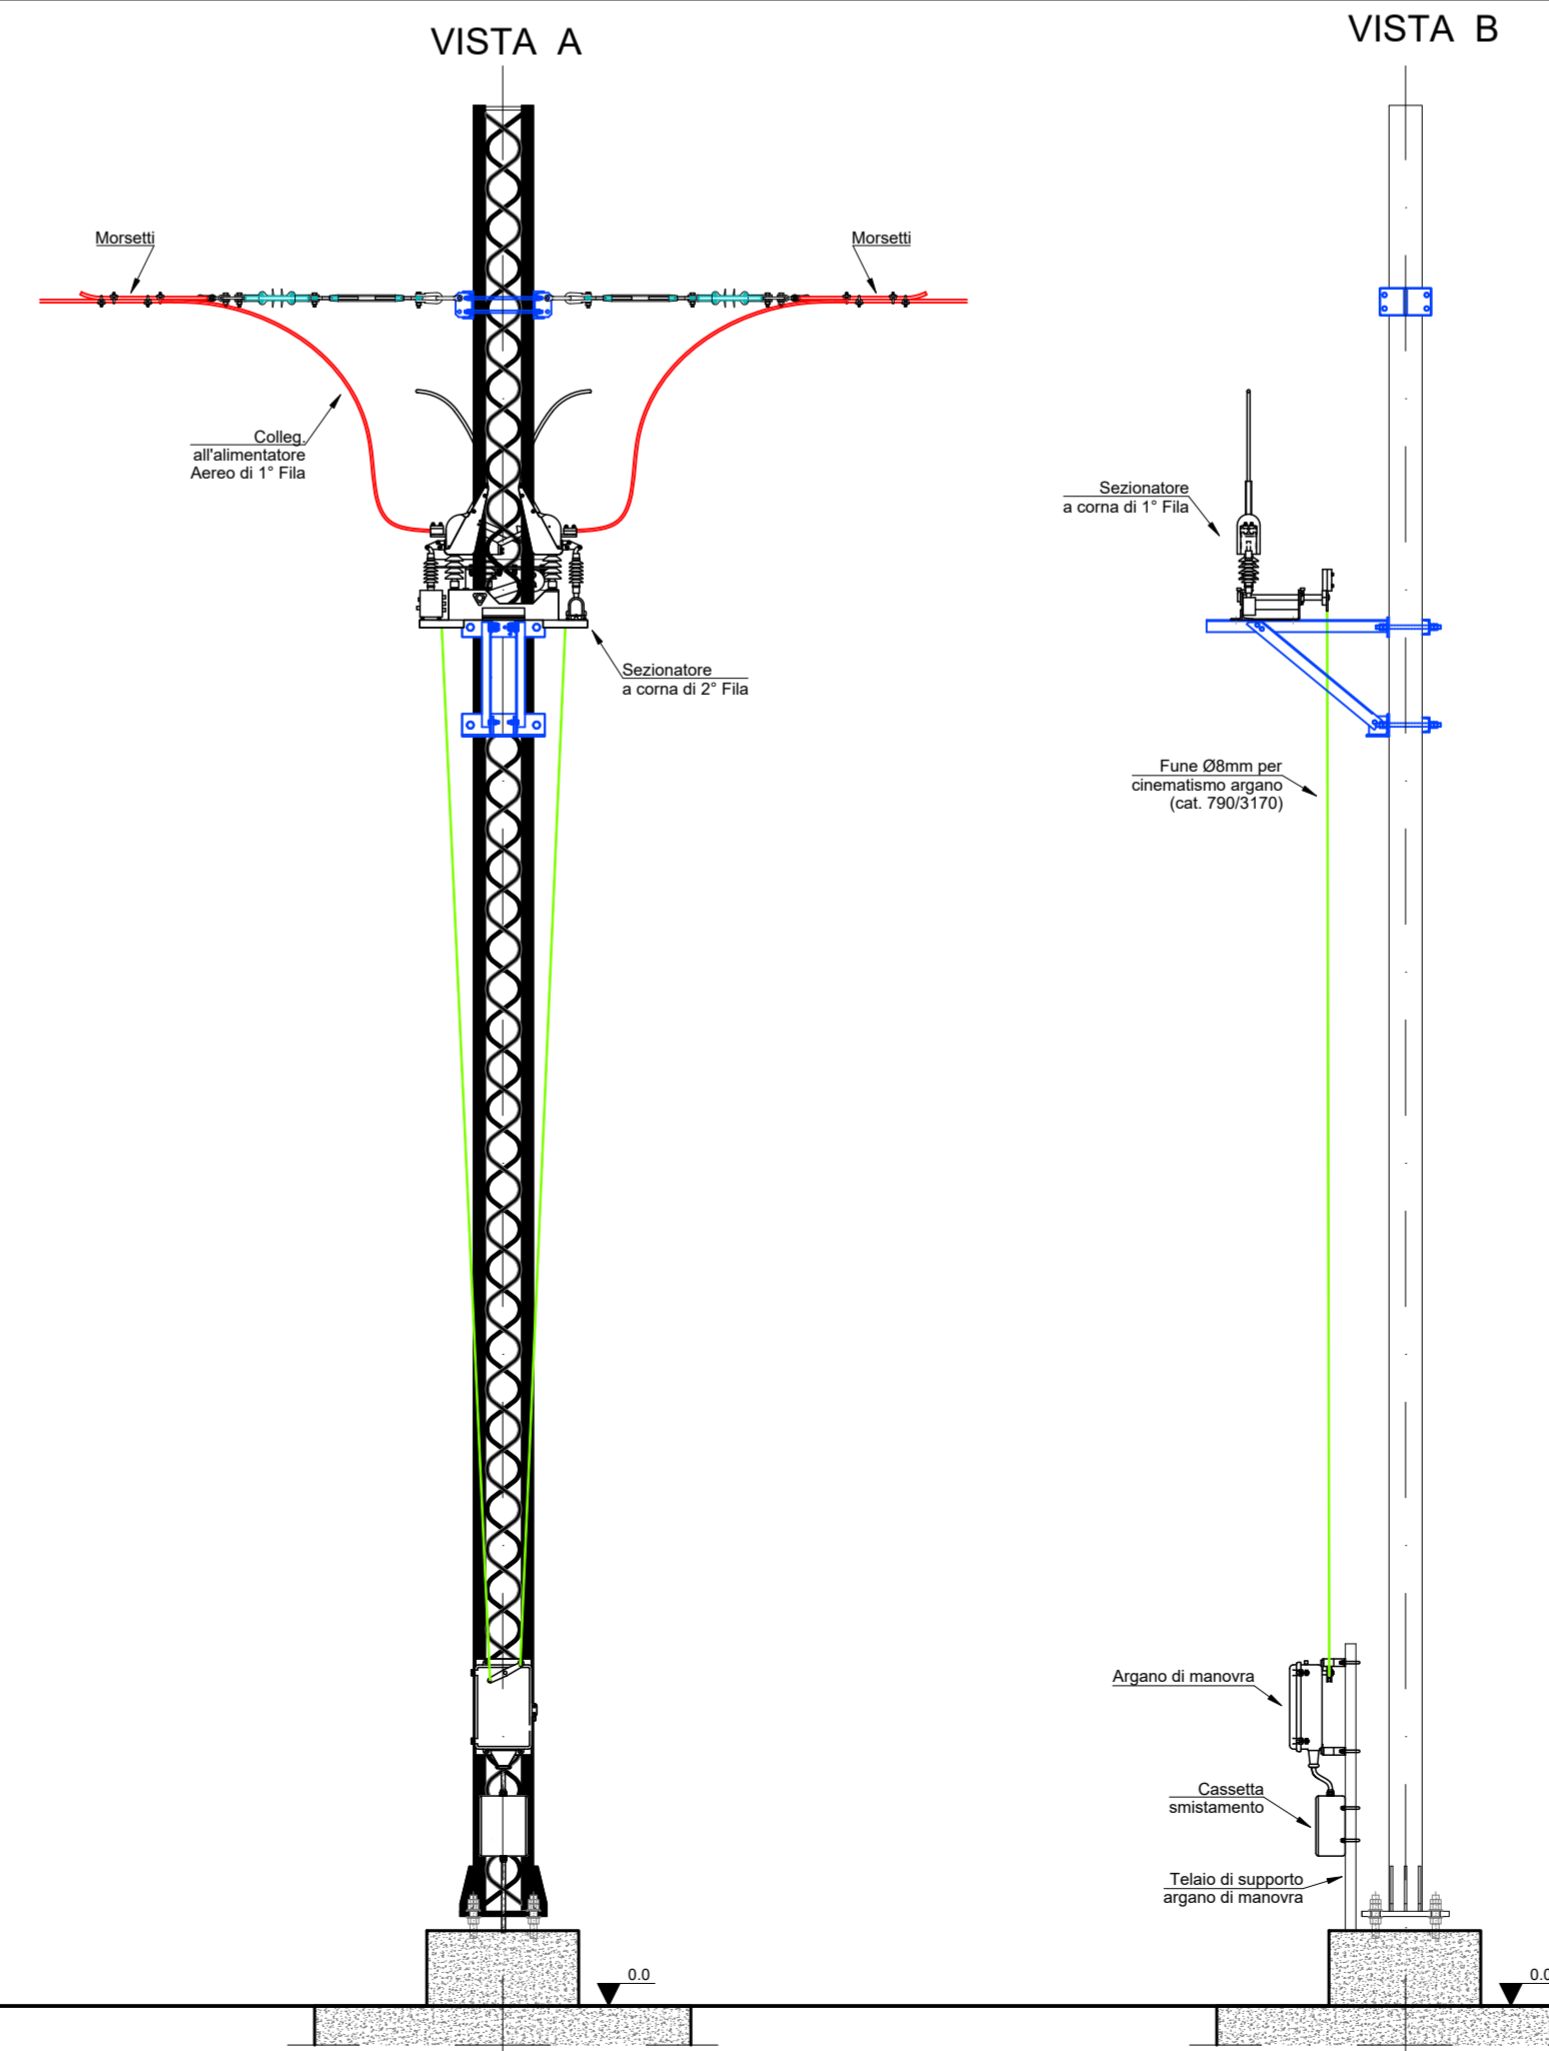 VISTA A
VISTA B
Morsetti
Morsetti
Colleg.
all'alimentatore
Aereo di 1° Fila
Sezionatore
a corna di 1° Fila
Sezionatore
a corna di 2° Fila
Fune Ø8mm per
cinematismo argano
(cat. 790/3170)
Argano di manovra
Cassetta
smistamento
Telaio di supporto
argano di manovra
0.0
0.0